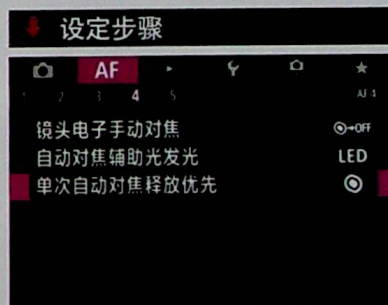 设定步骤
AF
1 2 3 4 5 AF 4
镜头电子手动对焦 →OFF
自动对焦辅助光发光 LED
单次自动对焦释放优先